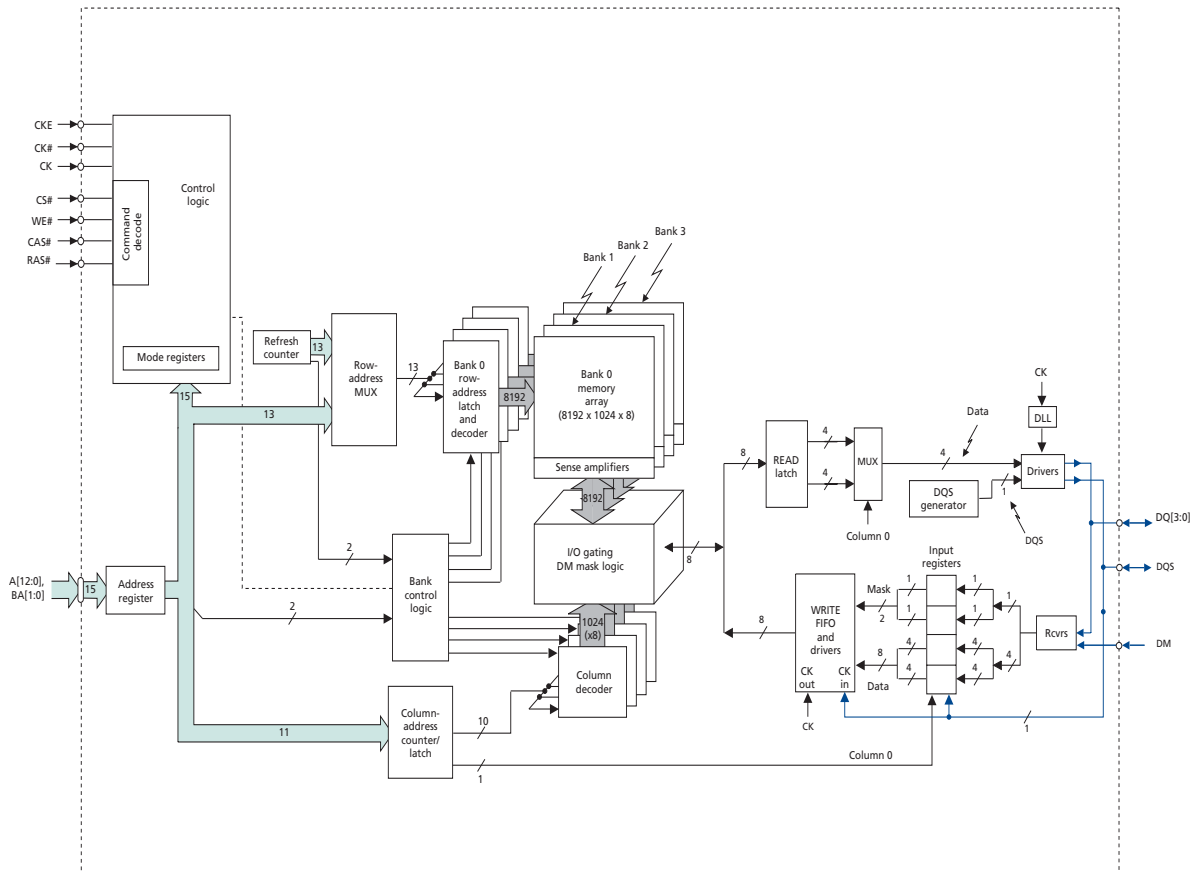 CKE
CK#
CK
CS#
WE#
CAS#
RAS#
Control
logic
Command
decode
Mode registers
15
Refresh
counter
13
13
Row-
address
MUX
13
Bank 0
row-
address
latch
and
decoder
8192
Bank 1
Bank 2
Bank 3
Bank 0
memory
array
(8192 x 1024 x 8)
Sense amplifiers
8192
I/O gating
DM mask logic
8
1024
(x8)
Column
decoder
A[12:0],
BA[1:0]
15
Address
register
2
2
Bank
control
logic
11
Column-
address
counter/
latch
10
1
Column 0
8
READ
latch
4
4
MUX
Column 0
4
Data
DQS
generator
1
DQS
CK
DLL
Drivers
DQ[3:0]
DQS
DM
8
WRITE
FIFO
and
drivers
CK
out
CK
in
CK
Mask
2
8
Data
Input
registers
1
1
4
4
1
1
4
4
1
4
Rcvrs
1